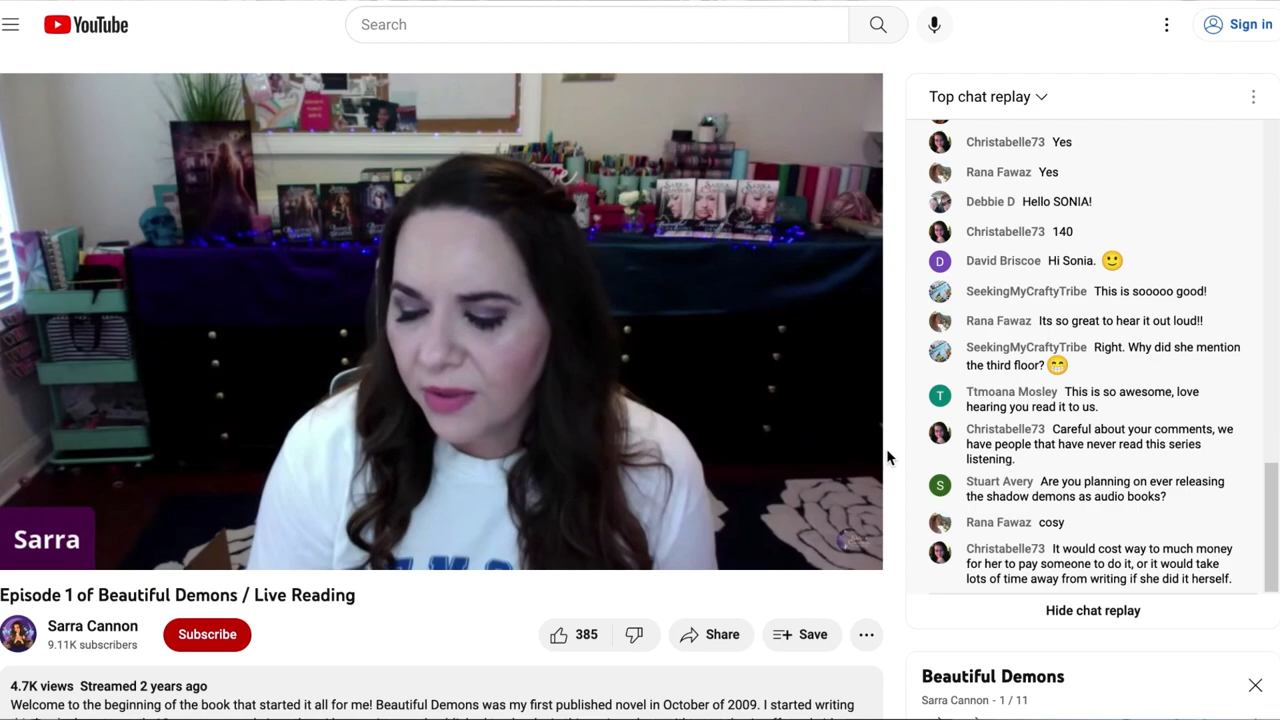 YouTube
Search
Sign in
Top chat replay
Christabelle73 Yes
Rana Fawaz Yes
Debbie D Hello SONIA!
Christabelle73 140
D David Briscoe Hi Sonia. 🙂
SeekingMyCraftyTribe This is sooooo good!
Rana Fawaz Its so great to hear it out loud!!
SeekingMyCraftyTribe Right. Why did she mention
the third floor? 😁
T Ttmoana Mosley This is so awesome, love
hearing you read it to us.
Christabelle73 Careful about your comments, we
have people that have never read this series
listening.
S Stuart Avery Are you planning on ever releasing
the shadow demons as audio books?
Rana Fawaz cosy
Christabelle73 It would cost way to much money
for her to pay someone to do it, or it would take
lots of time away from writing if she did it herself.
Hide chat replay
Sarra
Episode 1 of Beautiful Demons / Live Reading
Sarra Cannon
9.11K subscribers
Subscribe
385
Share
Save
4.7K views Streamed 2 years ago
Welcome to the beginning of the book that started it all for me! Beautiful Demons was my first published novel in October of 2009. I started writing
Beautiful Demons
Sarra Cannon - 1 / 11